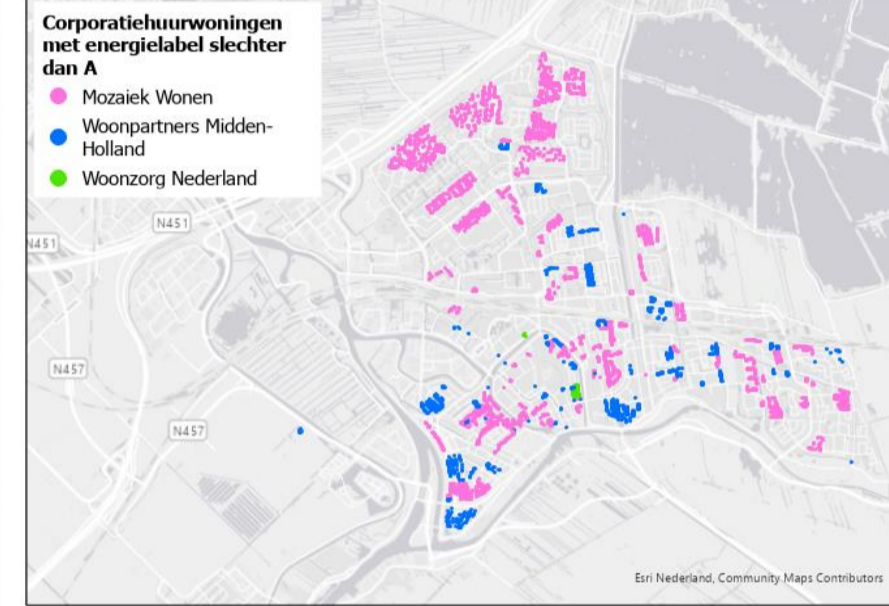 Corporatiehuurwoningen
met energielabel slechter
dan A
Mozaiek Wonen
Woonpartners Midden-
Holland
Woonzorg Nederland
N451
N451
N457
N457
Esri Nederland, Community Maps Contributors